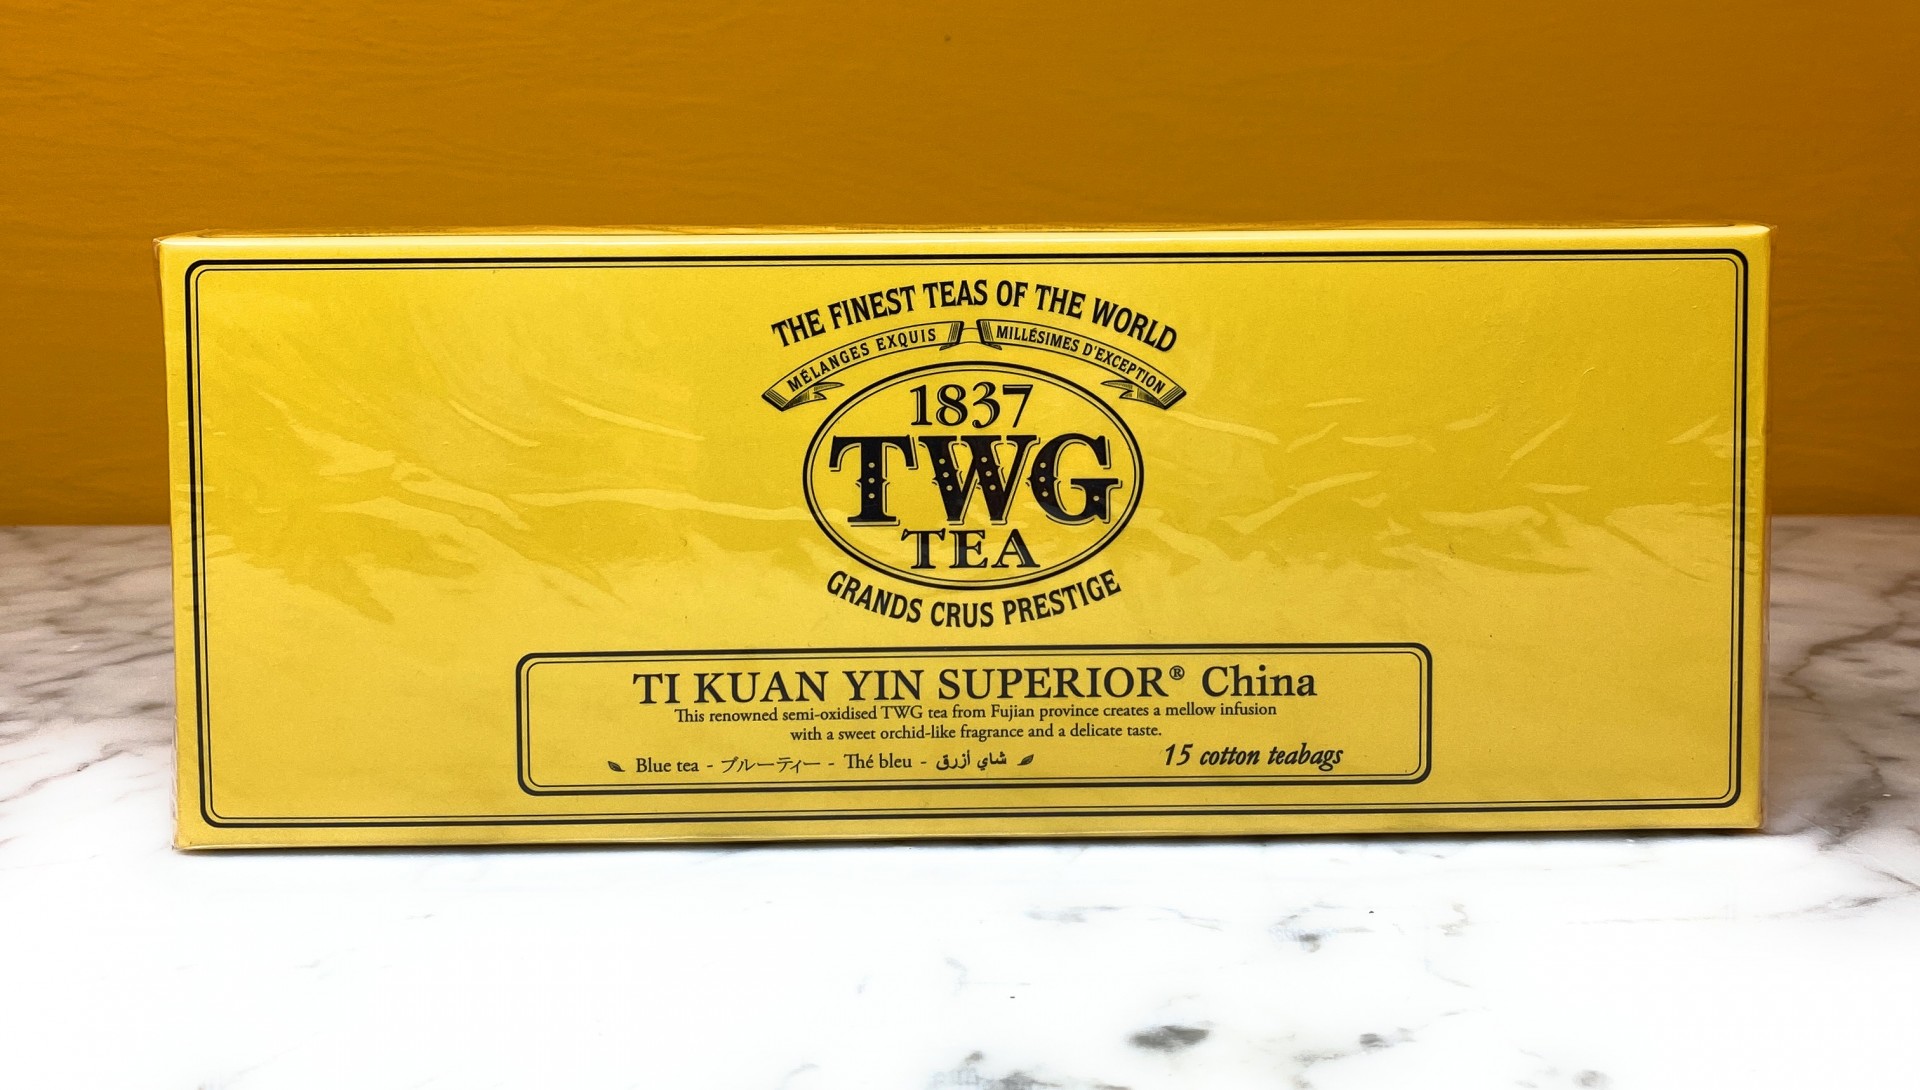 THE FINEST TEAS OF THE WORLD
MÉLANGES EXQUIS MILLÉSIMES D'EXCEPTION
1837
TWG
TEA
GRANDS CRUS PRESTIGE
TI KUAN YIN SUPERIOR® China
This renowned semi-oxidised TWG tea from Fujian province creates a mellow infusion
with a sweet orchid-like fragrance and a delicate taste.
Blue tea - ブルーティー - Thé bleu - شاي أزرق
15 cotton teabags